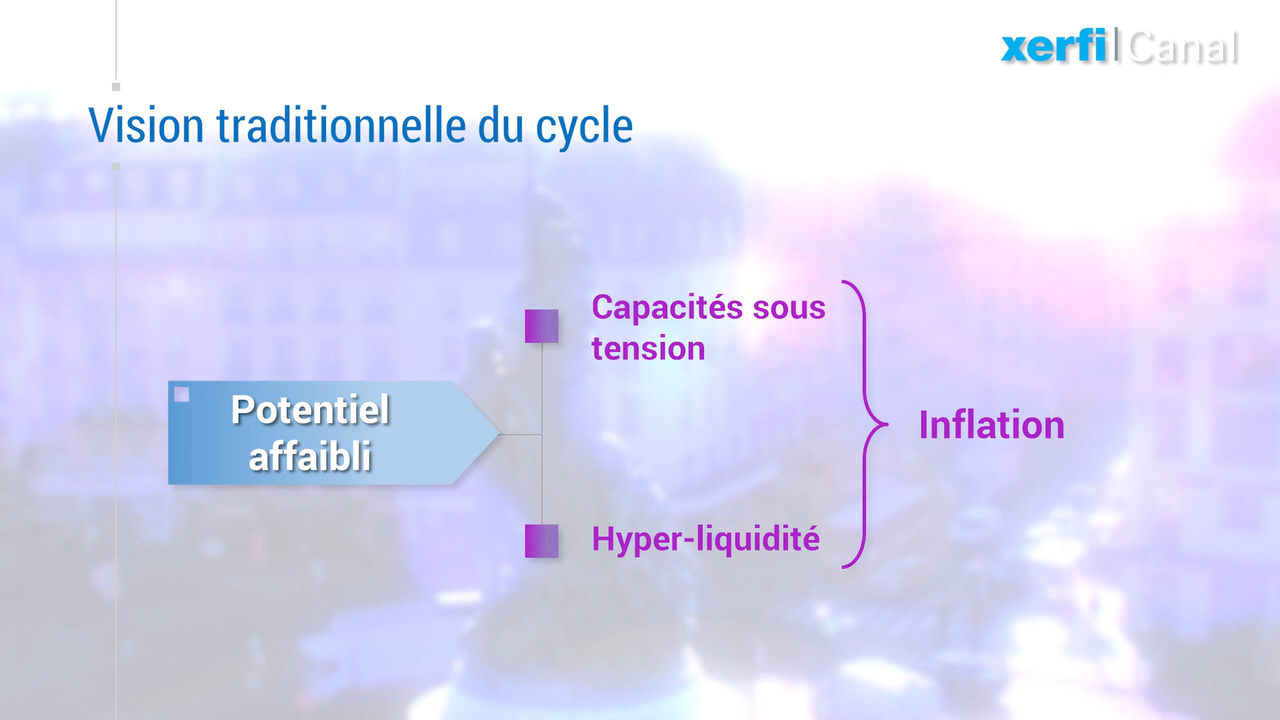 xerfi Canal
Vision traditionnelle du cycle
Capacités sous
tension
Potentiel
affaibli
Inflation
Hyper-liquidité